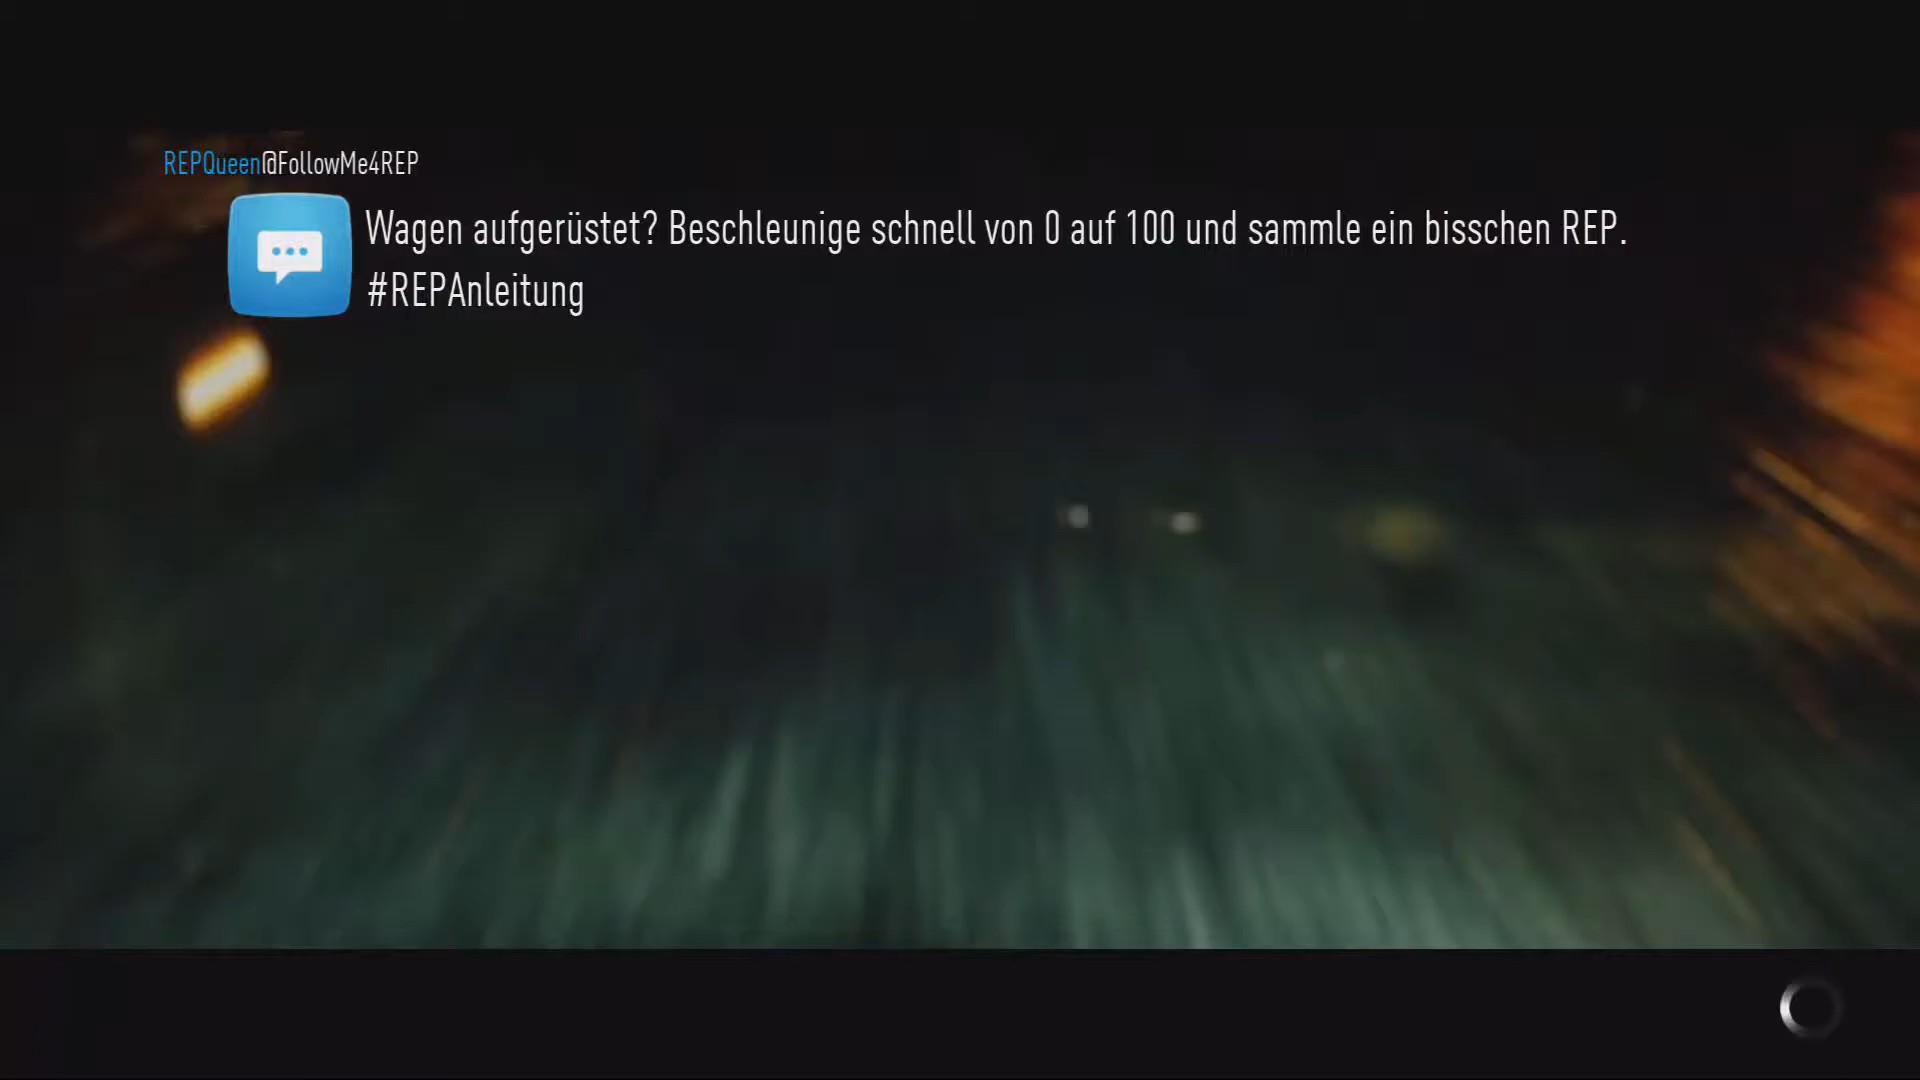 REPQueen@FollowMe4REP
Wagen aufgerüstet? Beschleunige schnell von 0 auf 100 und sammle ein bisschen REP.
#REPAnleitung